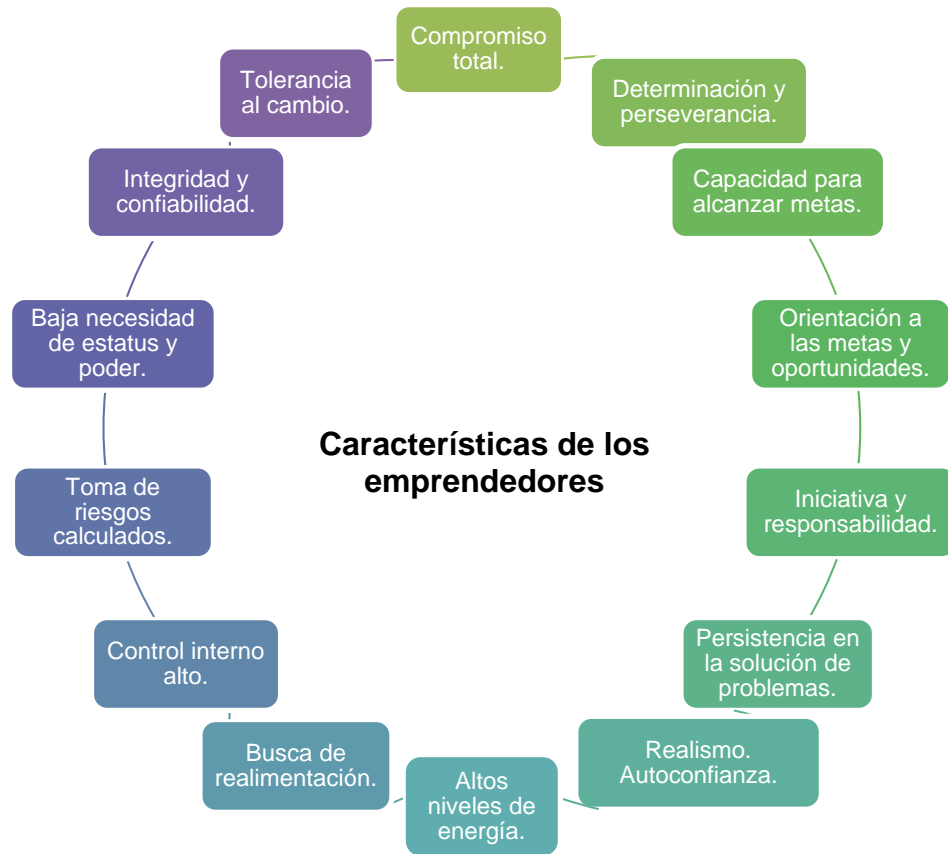 Compromiso
total.
Determinación y
perseverancia.
Capacidad para
alcanzar metas.
Orientación a
las metas y
oportunidades.
Iniciativa y
responsabilidad.
Persistencia en
la solución de
problemas.
Realismo.
Autoconfianza.
Altos
niveles de
energía.
Busca de
realimentación.
Control interno
alto.
Toma de
riesgos
calculados.
Baja necesidad
de estatus y
poder.
Integridad y
confiabilidad.
Tolerancia
al cambio.
Características de los
emprendedores